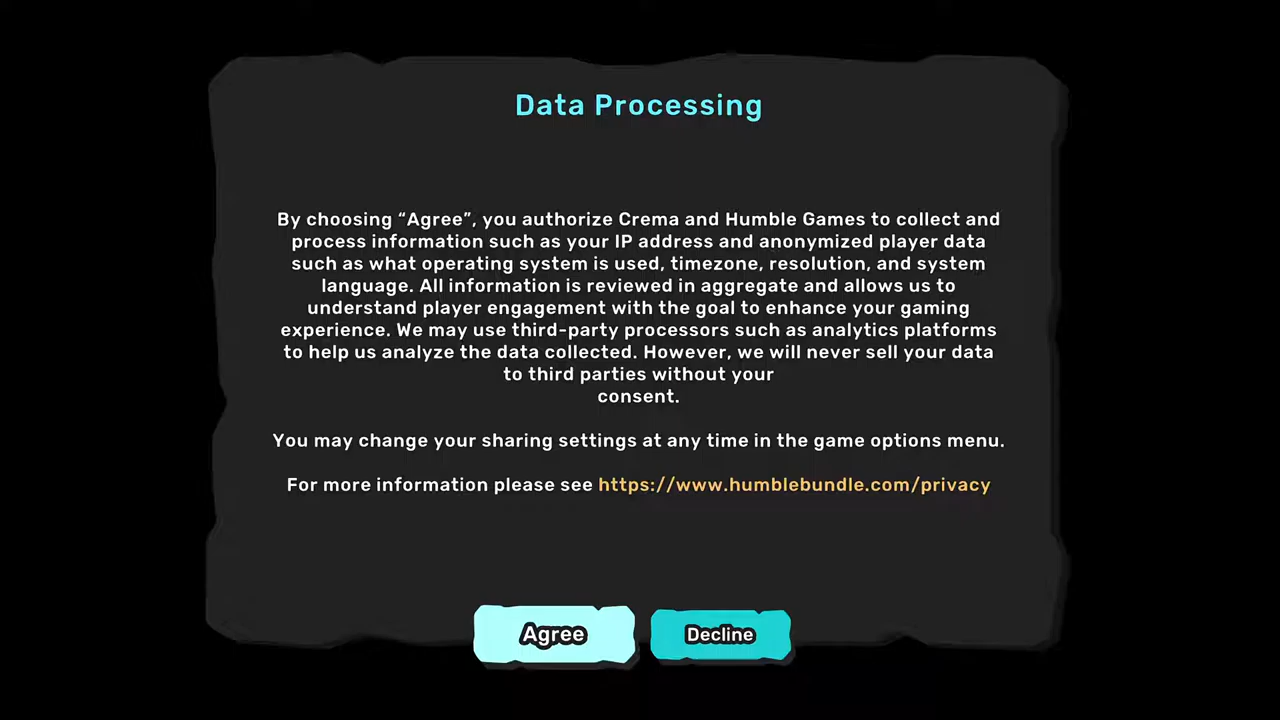 Data Processing
By choosing “Agree”, you authorize Crema and Humble Games to collect and
process information such as your IP address and anonymized player data
such as what operating system is used, timezone, resolution, and system
language. All information is reviewed in aggregate and allows us to
understand player engagement with the goal to enhance your gaming
experience. We may use third-party processors such as analytics platforms
to help us analyze the data collected. However, we will never sell your data
to third parties without your
consent.
You may change your sharing settings at any time in the game options menu.
For more information please see https://www.humblebundle.com/privacy
Agree
Decline